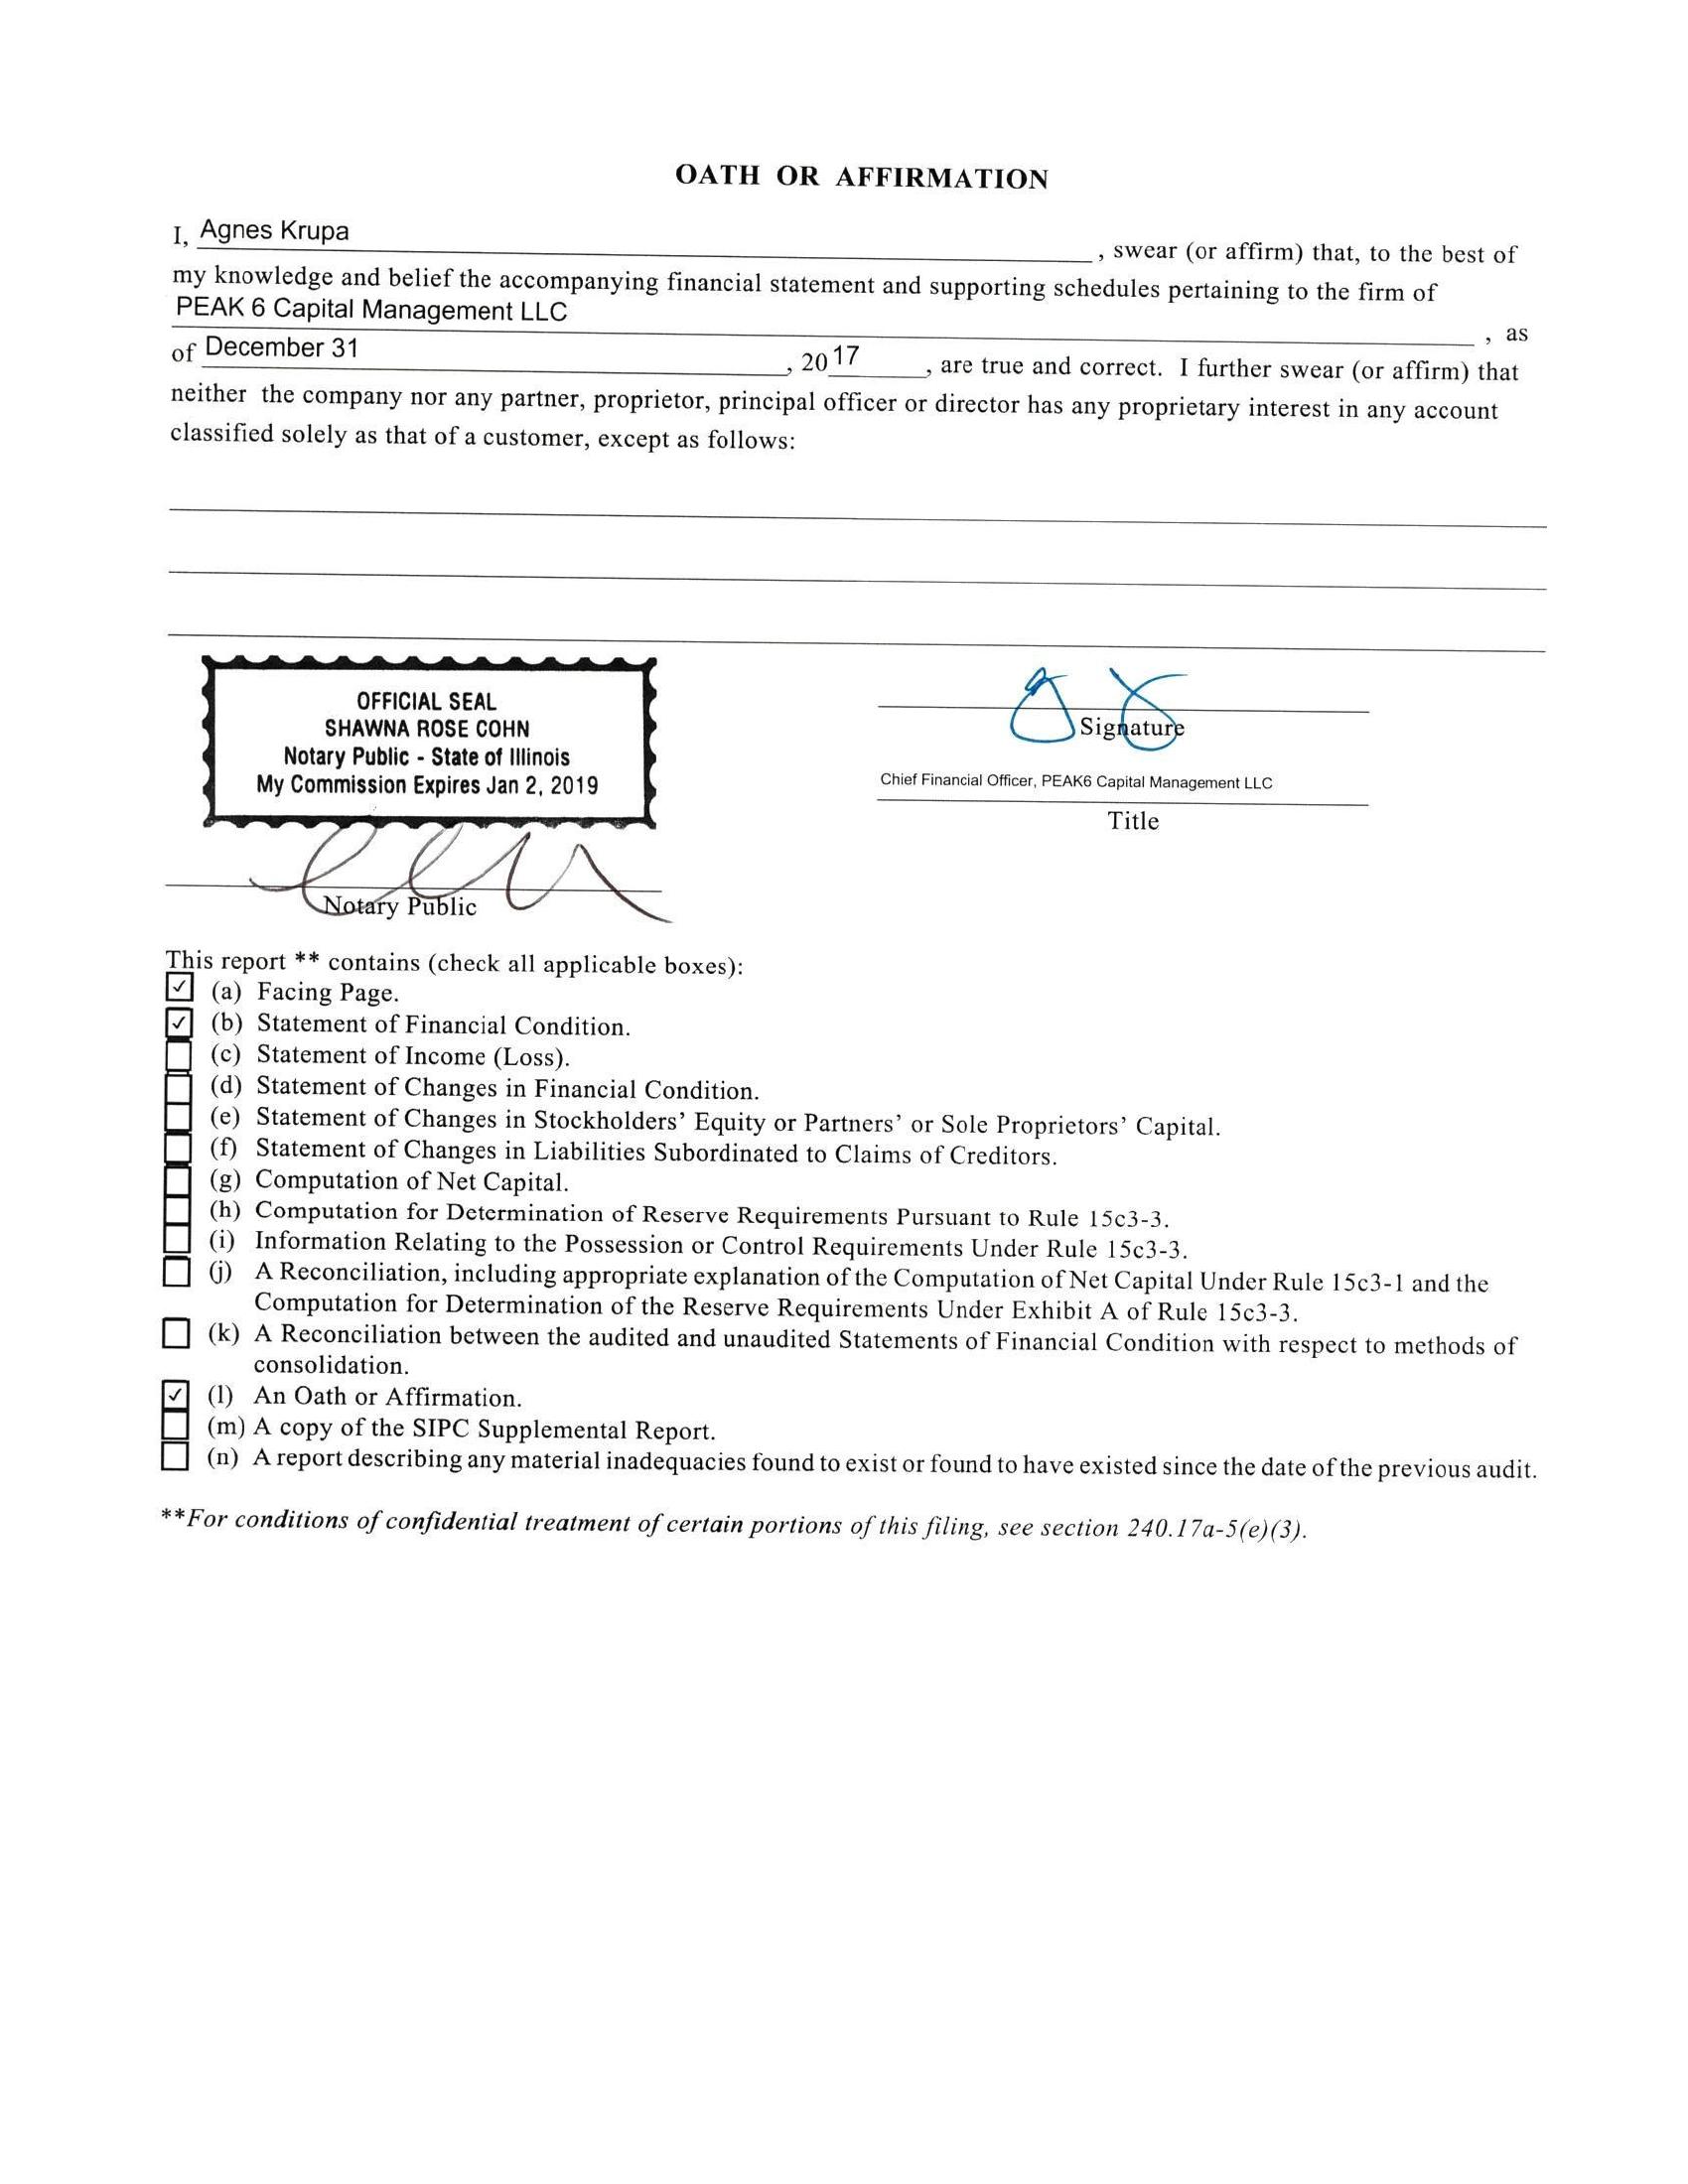 OATH OR AFFIRMATION
I, Agnes Krupa , swear (or affirm) that, to the best of
my knowledge and belief the accompanying financial statement and supporting schedules pertaining to the firm of
PEAK 6 Capital Management LLC , as
of December 31 , 2017 , are true and correct. I further swear (or affirm) that
neither the company nor any partner, proprietor, principal officer or director has any proprietary interest in any account
classified solely as that of a customer, except as follows:
OFFICIAL SEAL
SHAWNA ROSE COHN
Notary Public - State of Illinois
My Commission Expires Jan 2, 2019
Signature
Chief Financial Officer, PEAK6 Capital Management LLC
Title
Notary Public
This report ** contains (check all applicable boxes):
(a) Facing Page.
(b) Statement of Financial Condition.
(c) Statement of Income (Loss).
(d) Statement of Changes in Financial Condition.
(e) Statement of Changes in Stockholders' Equity or Partners' or Sole Proprietors' Capital.
(f) Statement of Changes in Liabilities Subordinated to Claims of Creditors.
(g) Computation of Net Capital.
(h) Computation for Determination of Reserve Requirements Pursuant to Rule 15c3-3.
(i) Information Relating to the Possession or Control Requirements Under Rule 15c3-3.
(j) A Reconciliation, including appropriate explanation of the Computation of Net Capital Under Rule 15c3-1 and the
Computation for Determination of the Reserve Requirements Under Exhibit A of Rule 15c3-3.
(k) A Reconciliation between the audited and unaudited Statements of Financial Condition with respect to methods of
consolidation.
(l) An Oath or Affirmation.
(m) A copy of the SIPC Supplemental Report.
(n) A report describing any material inadequacies found to exist or found to have existed since the date of the previous audit.
**For conditions of confidential treatment of certain portions of this filing, see section 240.17a-5(e)(3).